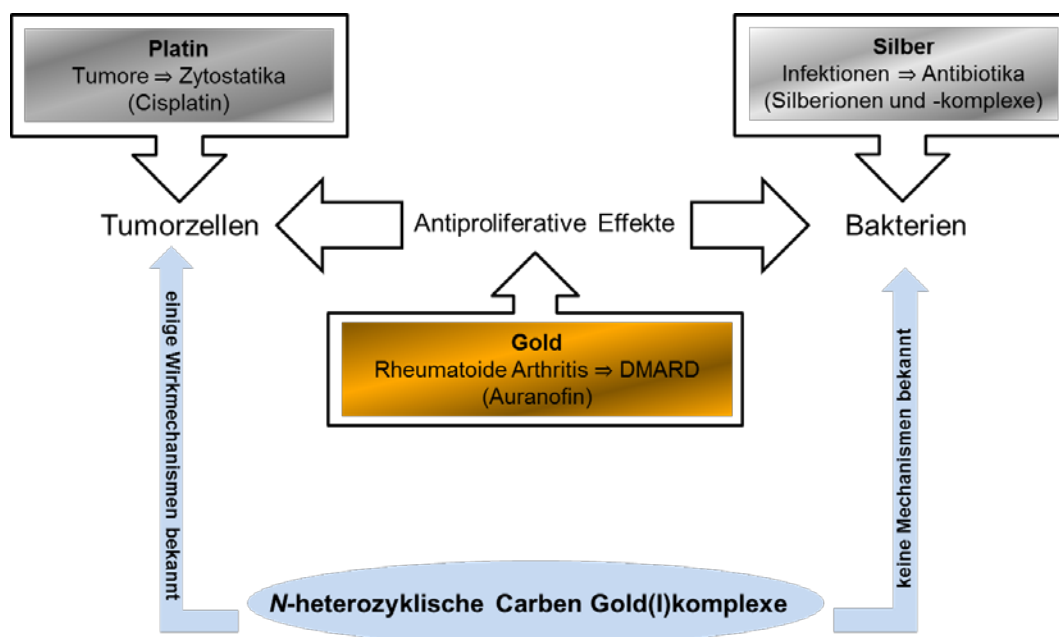 Platin
Tumore ⇒ Zytostatika
(Cisplatin)
Silber
Infektionen ⇒ Antibiotika
(Silberionen und -komplexe)
Tumorzellen
Antiproliferative Effekte
Bakterien
Gold
Rheumatoide Arthritis ⇒ DMARD
(Auranofin)
einige Wirkmechanismen bekannt
keine Mechanismen bekannt
N-heterozyklische Carben Gold(I)komplexe